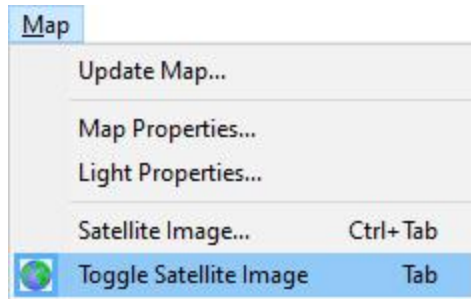 Map
Update Map...
Map Properties...
Light Properties...
Satellite Image... Ctrl+Tab
Toggle Satellite Image Tab